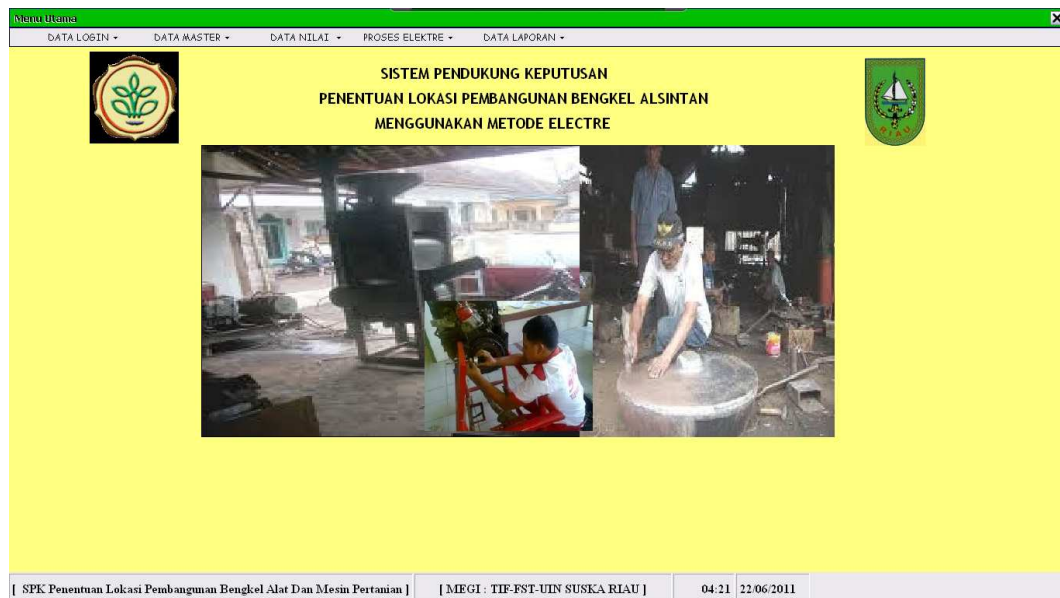 Menu Utama
DATA LOGIN DATA MASTER DATA NILAI PROSES ELEKTRE DATA LAPORAN
SISTEM PENDUKUNG KEPUTUSAN
PENENTUAN LOKASI PEMBANGUNAN BENGKEL ALSINTAN
MENGGUNAKAN METODE ELECTRE
RIAU
[ SPK Penentuan Lokasi Pembangunan Bengkel Alat Dan Mesin Pertanian ] [ MEGI : TIF-FST-UIN SUSKA RIAU ] 04:21 22/06/2011